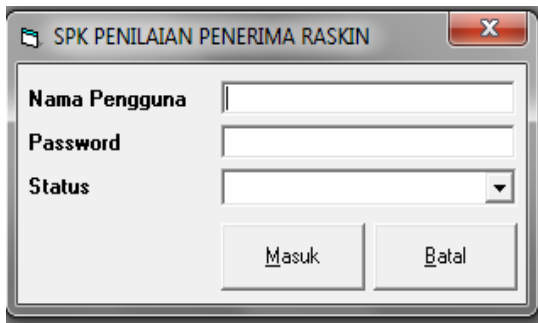 SPK PENILAIAN PENERIMA RASKIN
Nama Pengguna
Password
Status
Masuk Batal